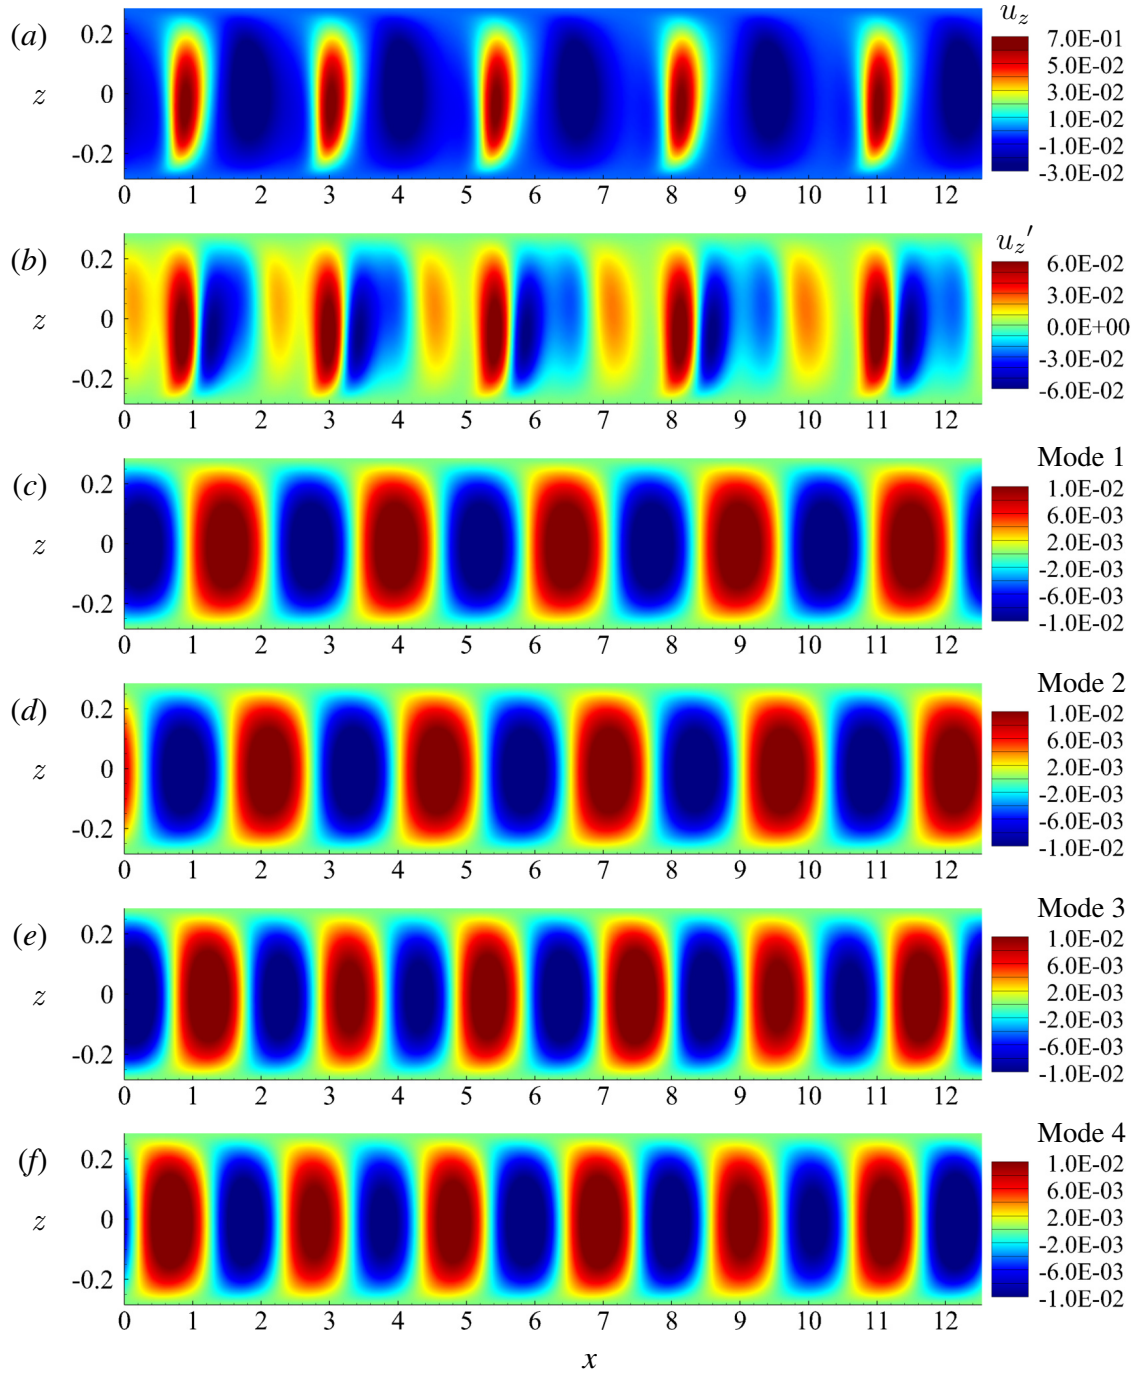 (a) u_z
0.2 7.0E-01
z 0 5.0E-02
3.0E-02
1.0E-02
-0.2 -1.0E-02
-3.0E-02
0 1 2 3 4 5 6 7 8 9 10 11 12
(b) u_z′
0.2 6.0E-02
z 0 3.0E-02
0.0E+00
-0.2 -3.0E-02
-6.0E-02
0 1 2 3 4 5 6 7 8 9 10 11 12
Mode 1
(c) 0.2 1.0E-02
z 0 6.0E-03
2.0E-03
-2.0E-03
-0.2 -6.0E-03
-1.0E-02
0 1 2 3 4 5 6 7 8 9 10 11 12
Mode 2
(d) 0.2 1.0E-02
z 0 6.0E-03
2.0E-03
-2.0E-03
-0.2 -6.0E-03
-1.0E-02
0 1 2 3 4 5 6 7 8 9 10 11 12
Mode 3
(e) 0.2 1.0E-02
z 0 6.0E-03
2.0E-03
-2.0E-03
-0.2 -6.0E-03
-1.0E-02
0 1 2 3 4 5 6 7 8 9 10 11 12
Mode 4
(f) 0.2 1.0E-02
z 0 6.0E-03
2.0E-03
-2.0E-03
-0.2 -6.0E-03
-1.0E-02
0 1 2 3 4 5 6 7 8 9 10 11 12
x